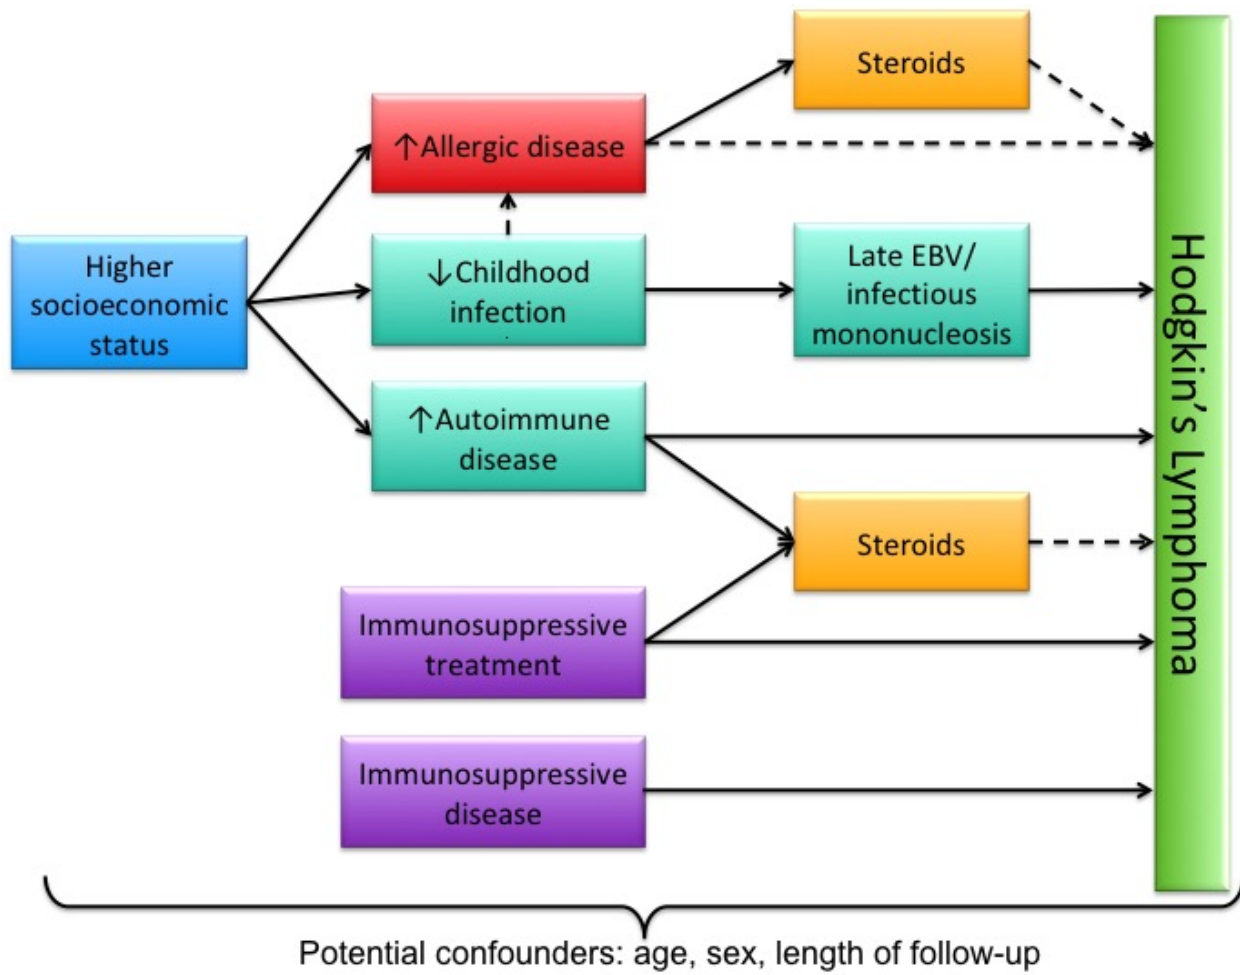 Steroids
↑Allergic disease
Higher
socioeconomic
status
↓Childhood
infection
Late EBV/
infectious
mononucleosis
↑Autoimmune
disease
Steroids
Immunosuppressive
treatment
Immunosuppressive
disease
Hodgkin's Lymphoma
Potential confounders: age, sex, length of follow-up